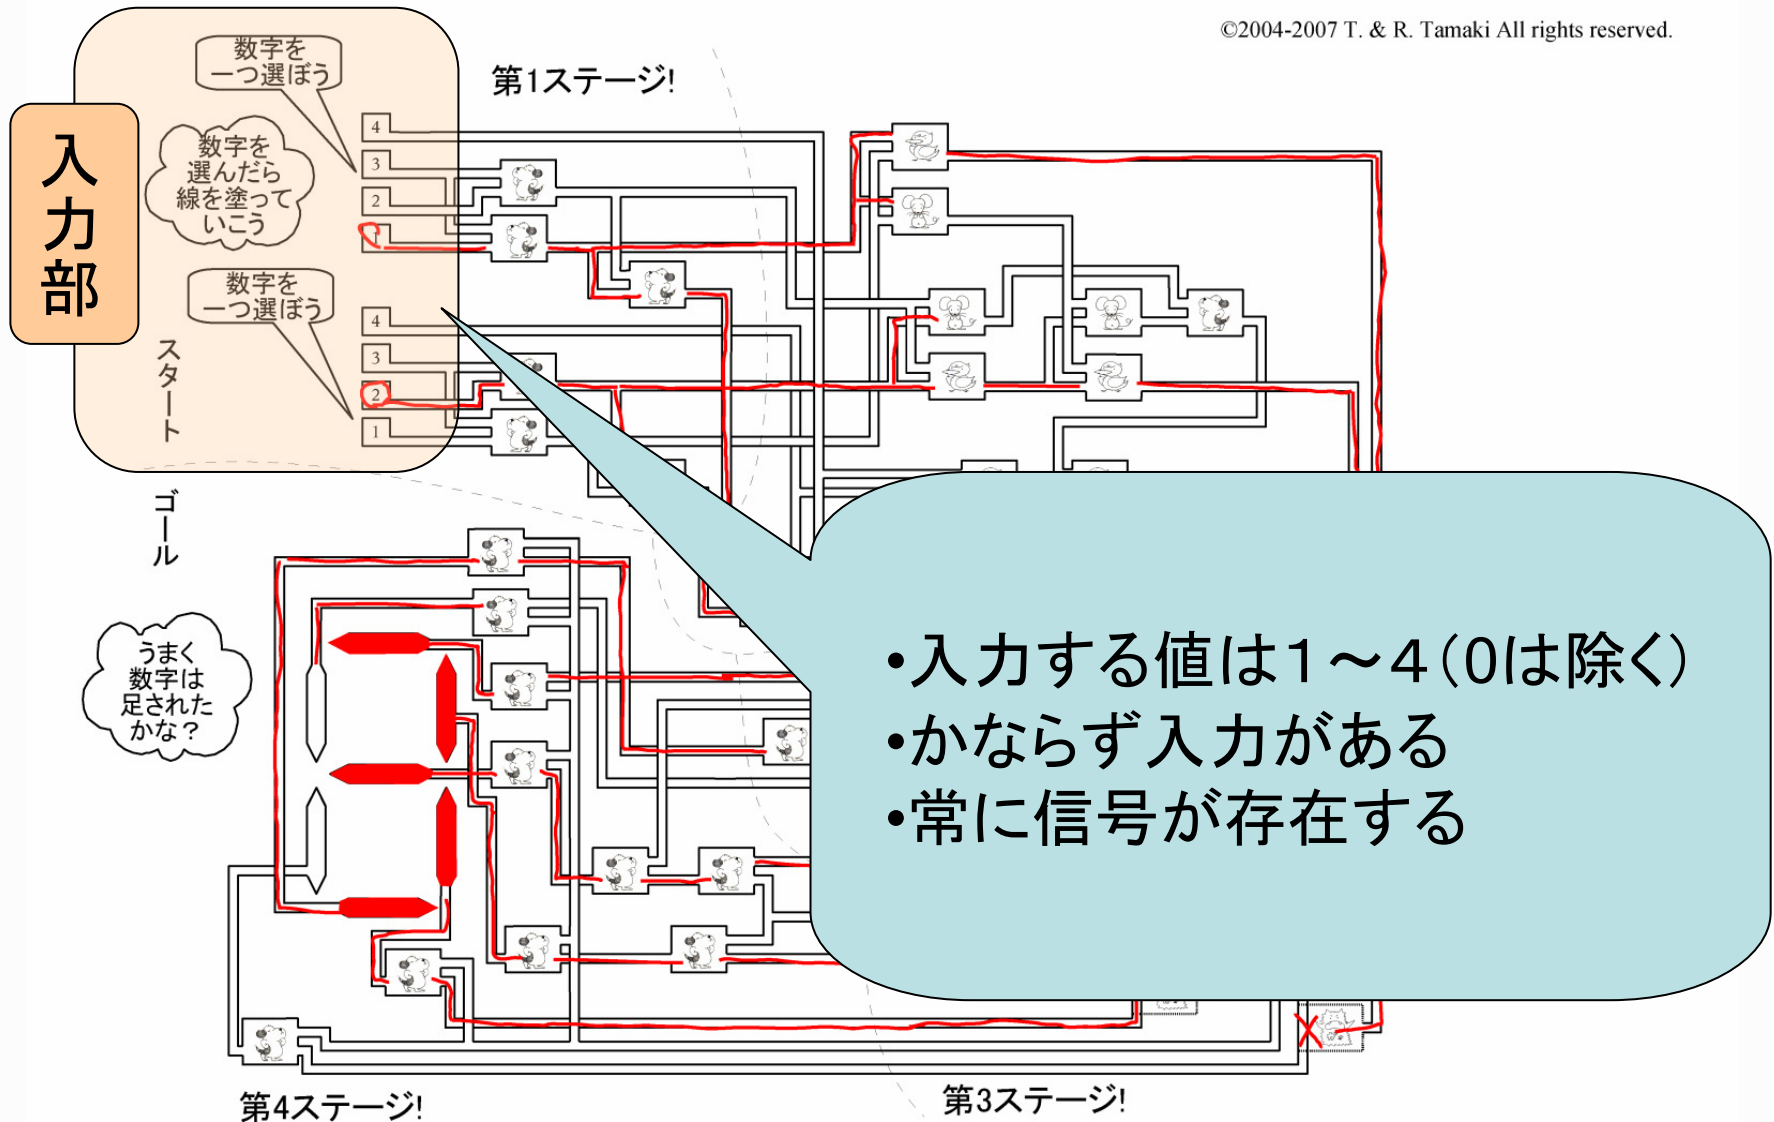 ©2004-2007 T. & R. Tamaki All rights reserved.
第1ステージ!
入力部
数字を
一つ選ぼう
数字を
選んだら
線を塗って
いこう
4
3
2
1
数字を
一つ選ぼう
4
3
2
1
スタート
ゴール
うまく
数字は
足された
かな？
•入力する値は１～４（０は除く）
•かならず入力がある
•常に信号が存在する
第4ステージ!
第3ステージ!